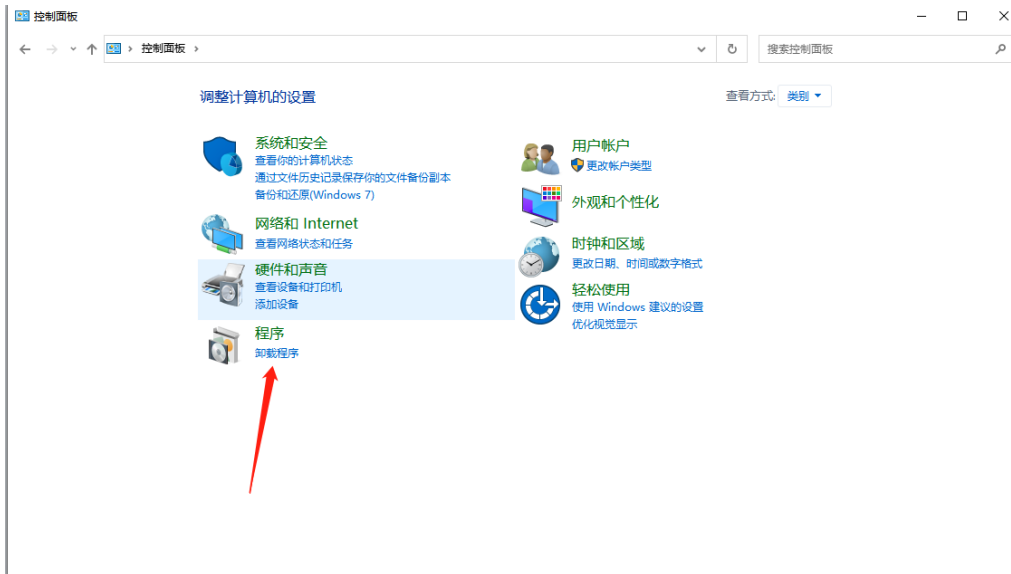 控制面板
控制面板
搜索控制面板
调整计算机的设置
查看方式: 类别
系统和安全
查看你的计算机状态
通过文件历史记录保存你的文件备份副本
备份和还原(Windows 7)
网络和 Internet
查看网络状态和任务
硬件和声音
查看设备和打印机
添加设备
程序
卸载程序
用户帐户
更改帐户类型
外观和个性化
时钟和区域
更改日期、时间或数字格式
轻松使用
使用 Windows 建议的设置
优化视觉显示